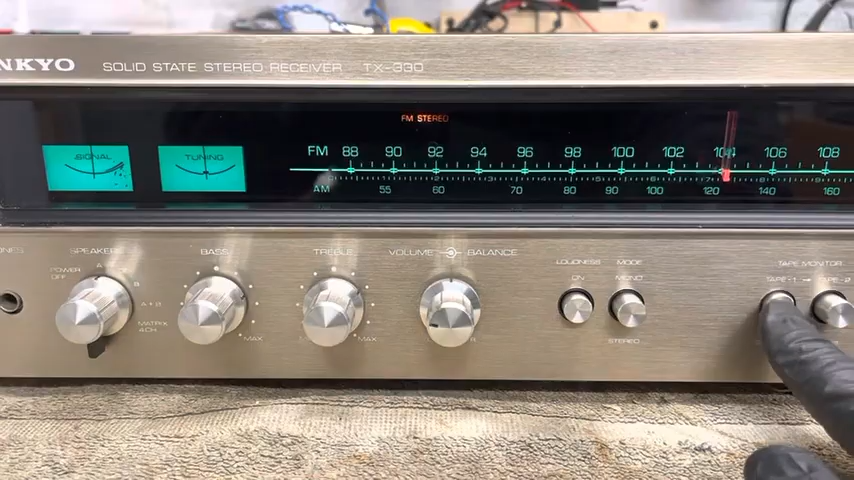 NKYO SOLID STATE STEREO RECEIVER TX-330
FM STEREO
SIGNAL TUNING
FM 88 90 92 94 96 98 100 102 104 106 108
AM 55 60 70 80 90 100 120 140 160
SPEAKERS BASS TREBLE VOLUME BALANCE LOUDNESS MODE TAPE MONITOR
POWER OFF A B ON MONO TAPE-1 TAPE-2
A+B
MATRIX 4CH
MAX MAX R STEREO